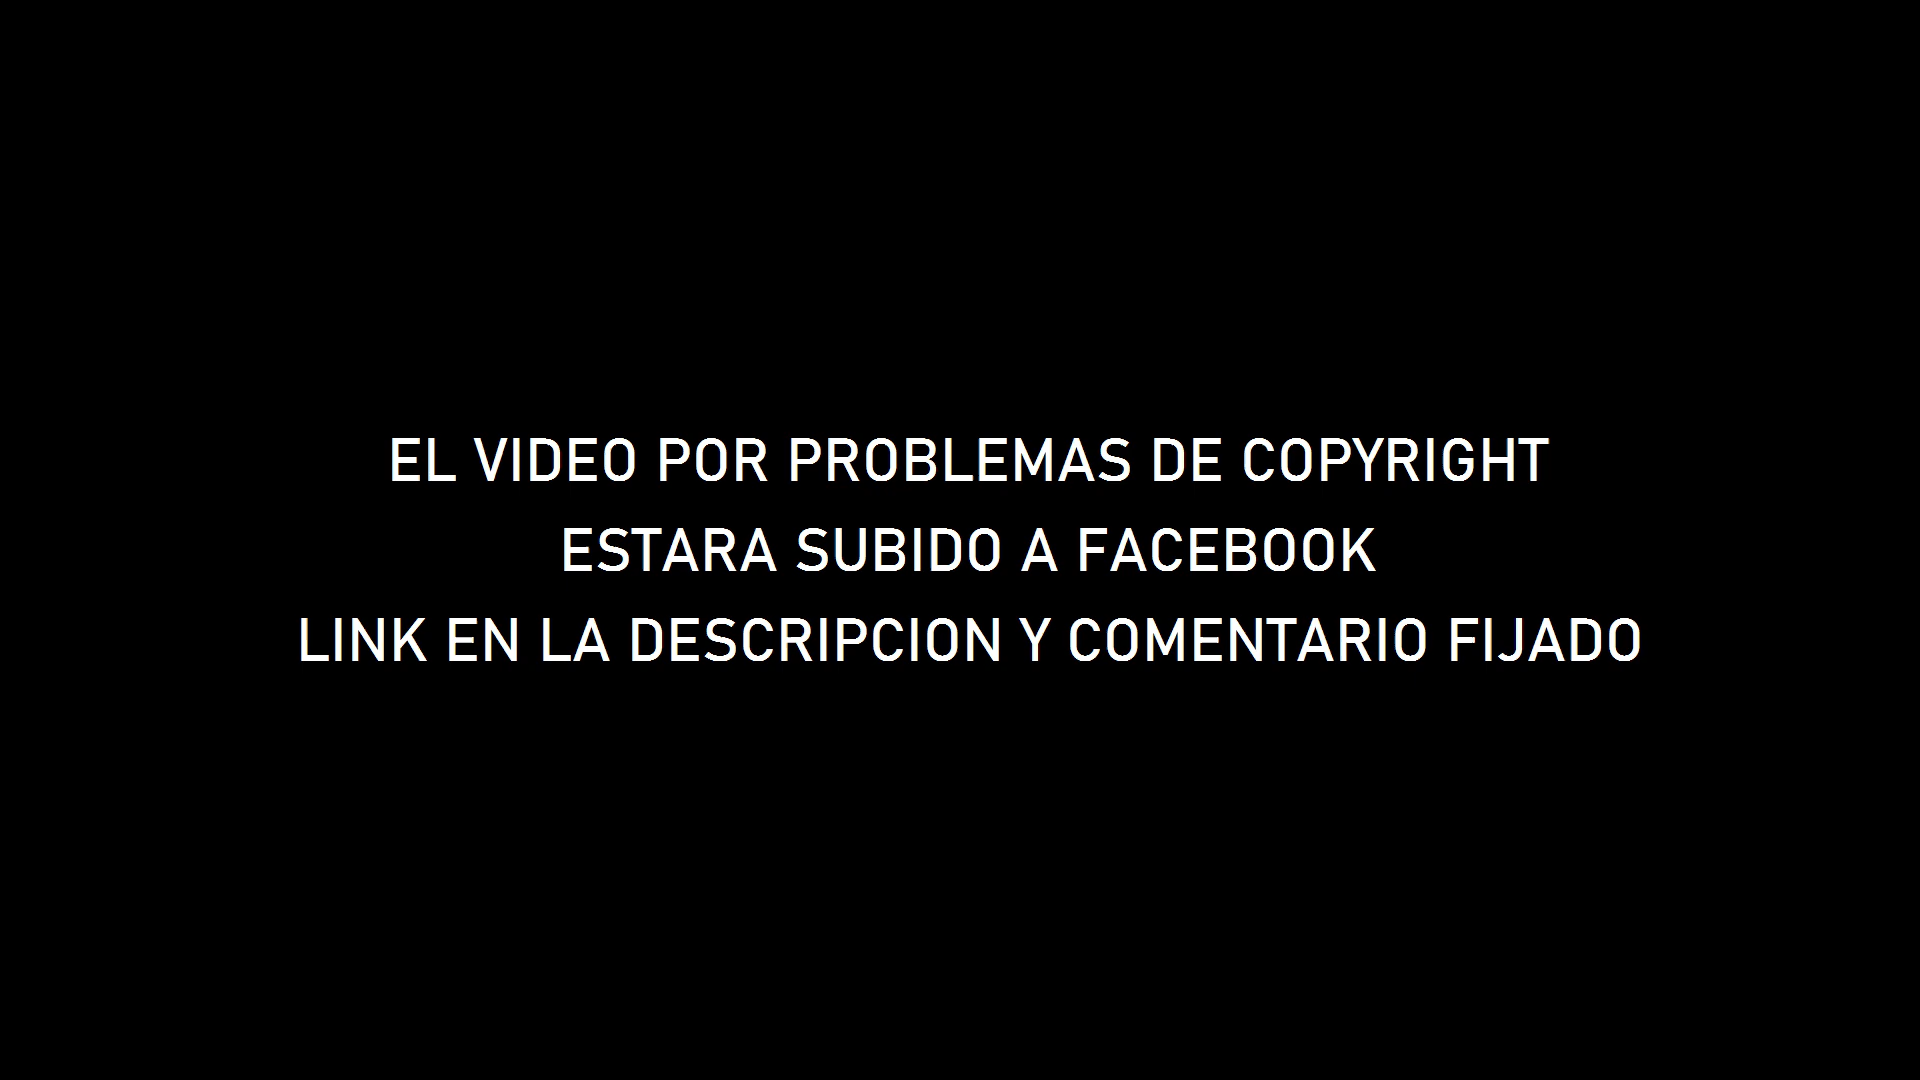 EL VIDEO POR PROBLEMAS DE COPYRIGHT
ESTARA SUBIDO A FACEBOOK
LINK EN LA DESCRIPCION Y COMENTARIO FIJADO